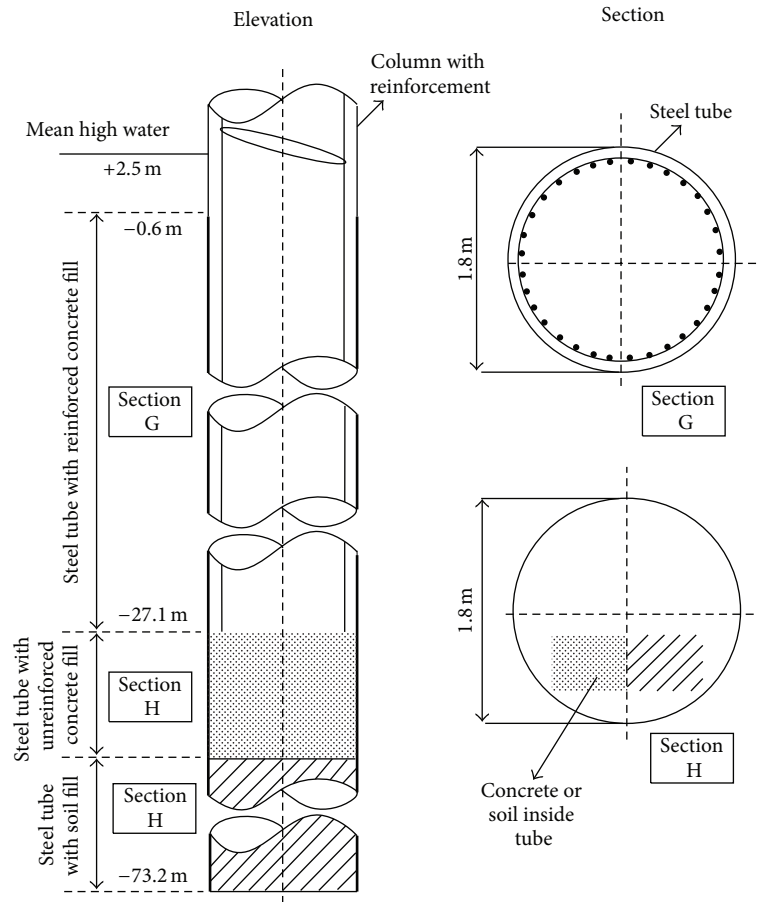 Elevation
Section
Column with
reinforcement
Mean high water
+2.5 m
−0.6 m
Steel tube with reinforced concrete fill
Section
G
−27.1 m
Steel tube with
unreinforced
concrete fill
Section
H
Steel tube
with soil fill
Section
H
−73.2 m
Steel tube
1.8 m
Section
G
1.8 m
Section
H
Concrete or
soil inside
tube